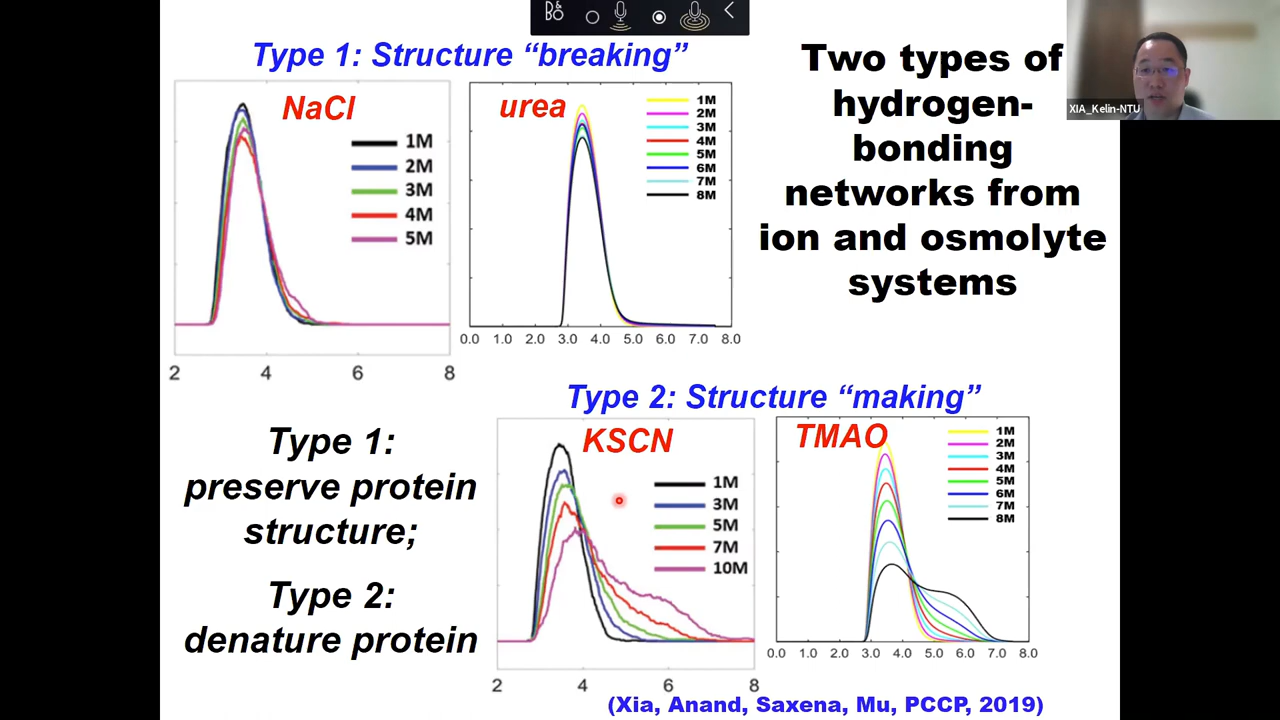 B&O
XIA_Kelin-NTU
Type 1: Structure “breaking”
NaCl
1M
2M
3M
4M
5M
2 4 6 8
urea
1M
2M
3M
4M
5M
6M
7M
8M
0.0 1.0 2.0 3.0 4.0 5.0 6.0 7.0 8.0
Two types of
hydrogen-
bonding
networks from
ion and osmolyte
systems
Type 2: Structure “making”
Type 1:
preserve protein
structure;
Type 2:
denature protein
KSCN
1M
3M
5M
7M
10M
2 4 6 8
TMAO
1M
2M
3M
4M
5M
6M
7M
8M
0.0 1.0 2.0 3.0 4.0 5.0 6.0 7.0 8.0
(Xia, Anand, Saxena, Mu, PCCP, 2019)